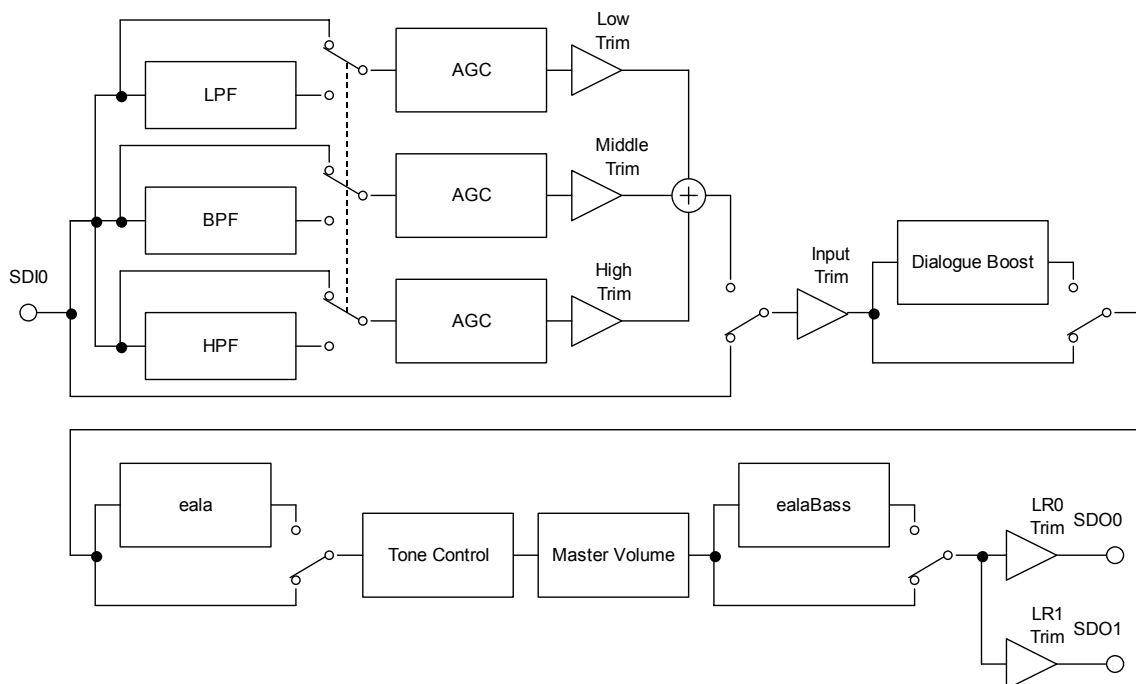 Low
Trim
LPF
AGC
Middle
Trim
BPF
AGC
SDI0
High
Trim
HPF
AGC
Input
Trim
Dialogue Boost
eala
Tone Control
Master Volume
ealaBass
LR0
Trim
SDO0
LR1
Trim
SDO1